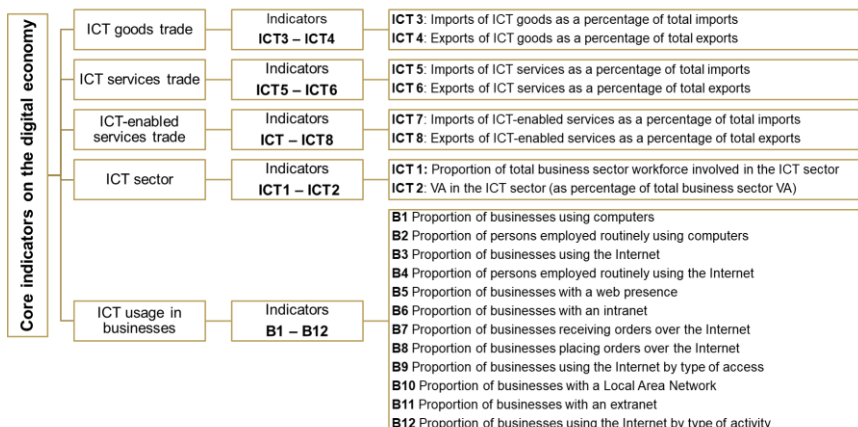 Core indicators on the digital economy
ICT goods trade
Indicators
ICT3 – ICT4
ICT 3: Imports of ICT goods as a percentage of total imports
ICT 4: Exports of ICT goods as a percentage of total exports
ICT services trade
Indicators
ICT5 – ICT6
ICT 5: Imports of ICT services as a percentage of total imports
ICT 6: Exports of ICT services as a percentage of total exports
ICT-enabled
services trade
Indicators
ICT – ICT8
ICT 7: Imports of ICT-enabled services as a percentage of total imports
ICT 8: Exports of ICT-enabled services as a percentage of total exports
ICT sector
Indicators
ICT1 – ICT2
ICT 1: Proportion of total business sector workforce involved in the ICT sector
ICT 2: VA in the ICT sector (as percentage of total business sector VA)
ICT usage in
businesses
Indicators
B1 – B12
B1 Proportion of businesses using computers
B2 Proportion of persons employed routinely using computers
B3 Proportion of businesses using the Internet
B4 Proportion of persons employed routinely using the Internet
B5 Proportion of businesses with a web presence
B6 Proportion of businesses with an intranet
B7 Proportion of businesses receiving orders over the Internet
B8 Proportion of businesses placing orders over the Internet
B9 Proportion of businesses using the Internet by type of access
B10 Proportion of businesses with a Local Area Network
B11 Proportion of businesses with an extranet
B12 Proportion of businesses using the Internet by type of activity